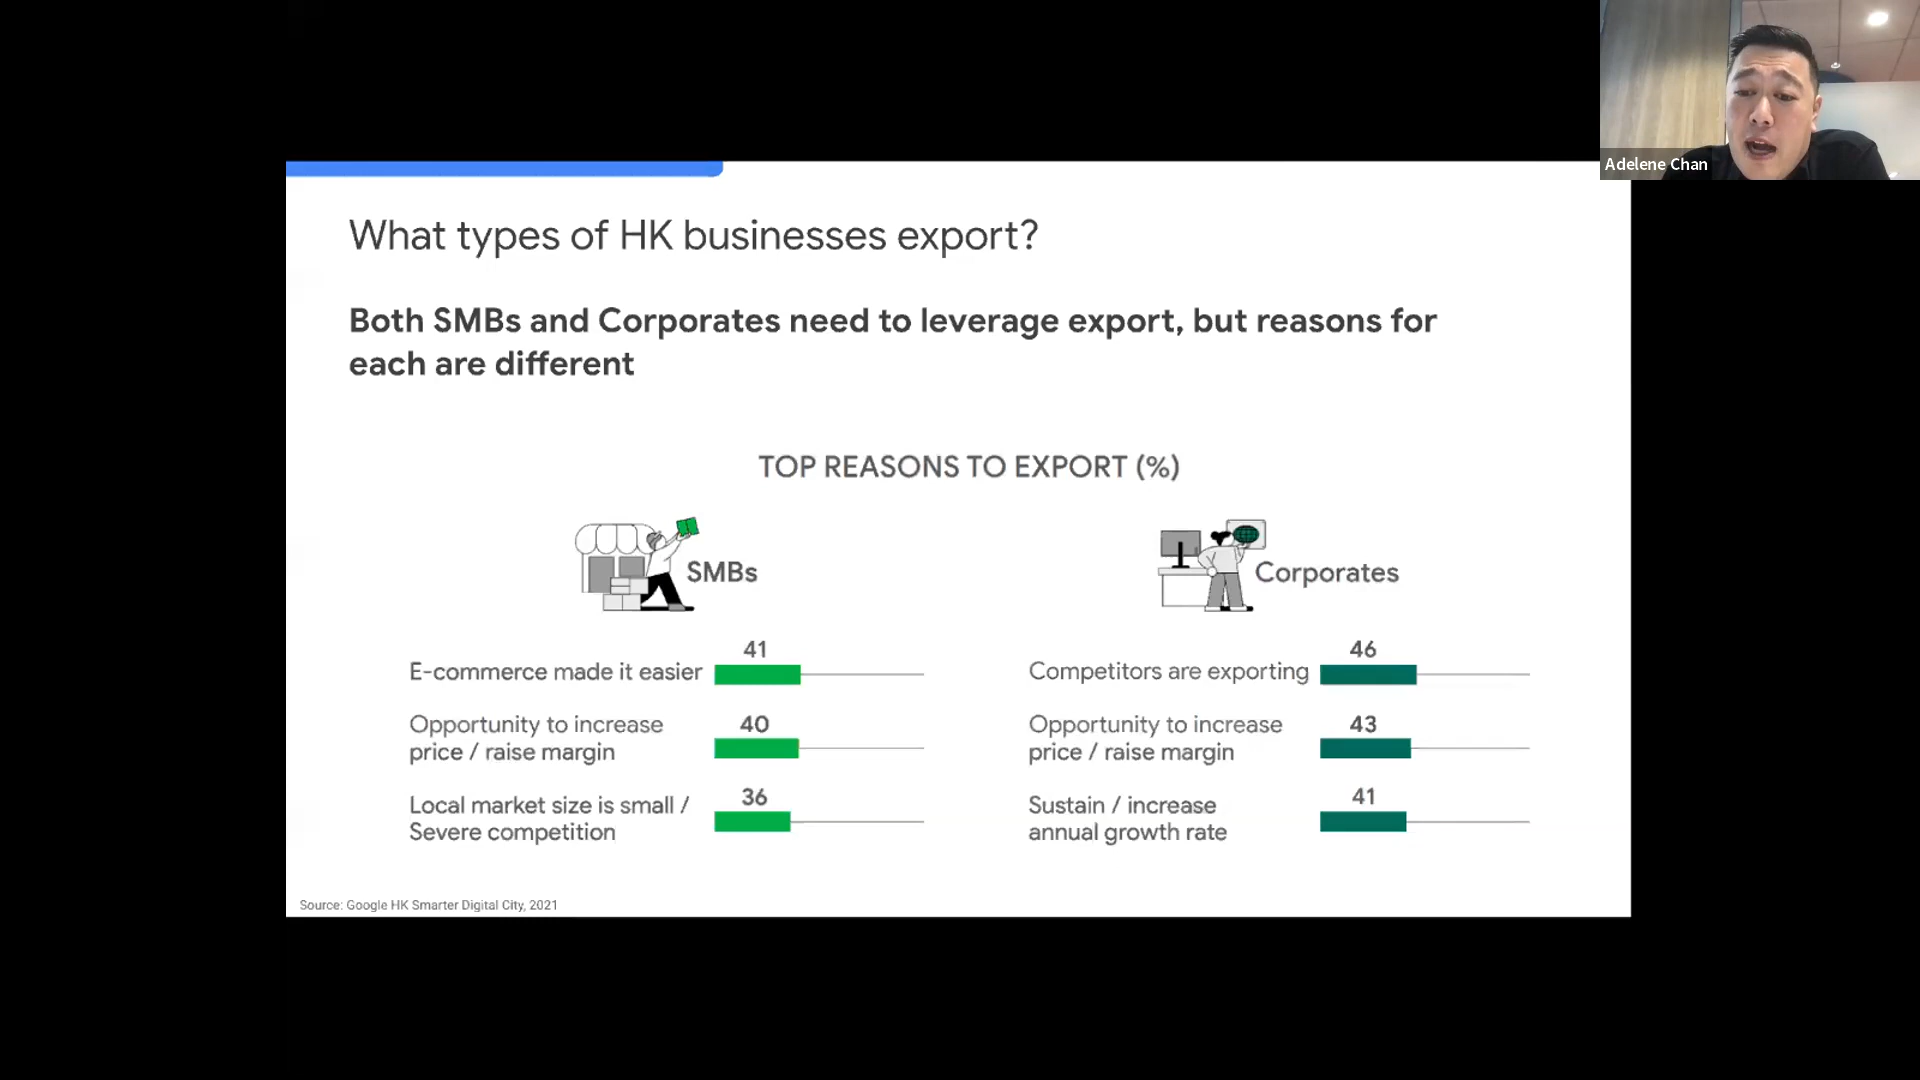 Adelene Chan
What types of HK businesses export?
Both SMBs and Corporates need to leverage export, but reasons for
each are different
TOP REASONS TO EXPORT (%)
SMBs
E-commerce made it easier
41
Opportunity to increase
price / raise margin
40
Local market size is small /
Severe competition
36
Corporates
Competitors are exporting
46
Opportunity to increase
price / raise margin
43
Sustain / increase
annual growth rate
41
Source: Google HK Smarter Digital City, 2021